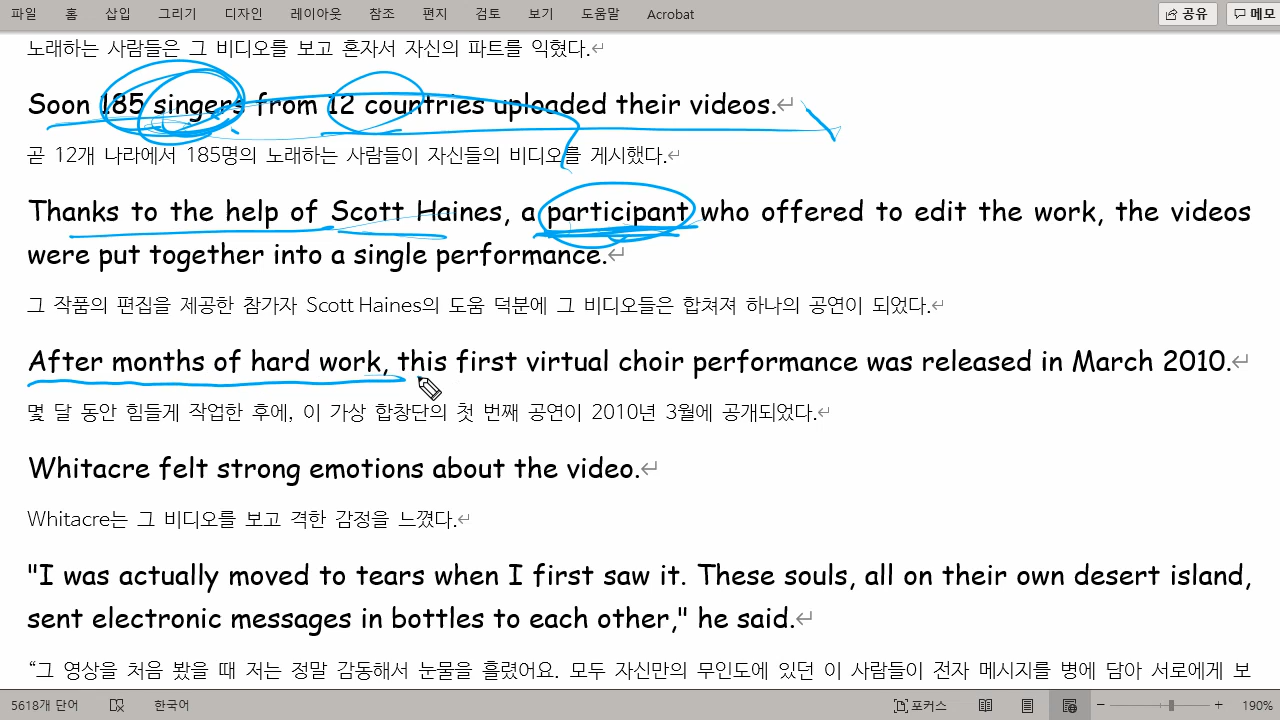 파일 홈 삽입 그리기 디자인 레이아웃 참조 편지 검토 보기 도움말 Acrobat 공유 메모
노래하는 사람들은 그 비디오를 보고 혼자서 자신의 파트를 익혔다.
Soon 185 singers from 12 countries uploaded their videos.
곧 12개 나라에서 185명의 노래하는 사람들이 자신들의 비디오를 게시했다.
Thanks to the help of Scott Haines, a participant who offered to edit the work, the videos
were put together into a single performance.
그 작품의 편집을 제공한 참가자 Scott Haines의 도움 덕분에 그 비디오들은 합쳐져 하나의 공연이 되었다.
After months of hard work, this first virtual choir performance was released in March 2010.
몇 달 동안 힘들게 작업한 후에, 이 가상 합창단의 첫 번째 공연이 2010년 3월에 공개되었다.
Whitacre felt strong emotions about the video.
Whitacre는 그 비디오를 보고 격한 감정을 느꼈다.
"I was actually moved to tears when I first saw it. These souls, all on their own desert island,
sent electronic messages in bottles to each other," he said.
“그 영상을 처음 봤을 때 저는 정말 감동해서 눈물을 흘렸어요. 모두 자신만의 무인도에 있던 이 사람들이 전자 메시지를 병에 담아 서로에게 보
5618개 단어 한국어 포커스 190%